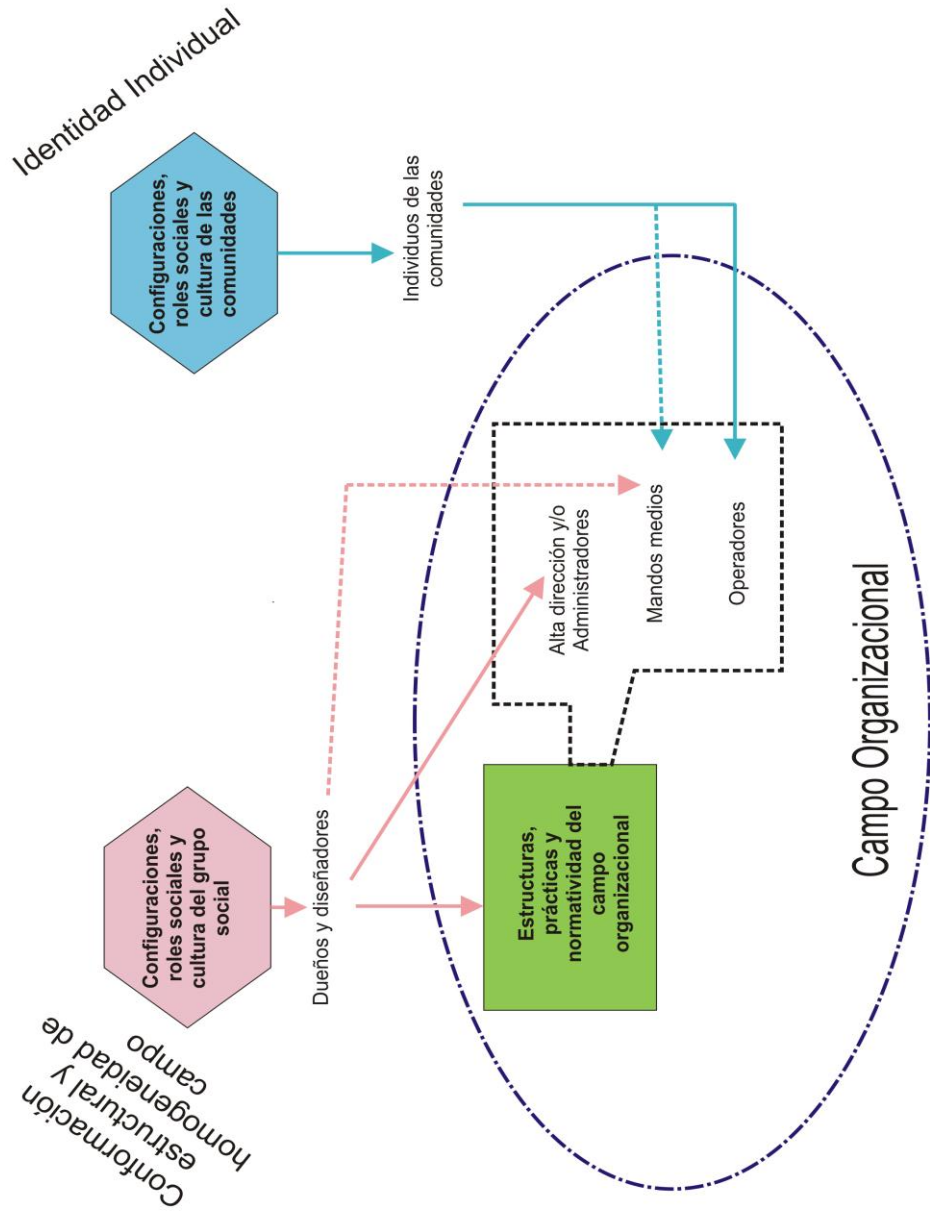 Conformación
estructural y
homogeneidad de
campo
Identidad Individual
Configuraciones,
roles sociales y
cultura del grupo
social
Configuraciones,
roles sociales y
cultura de las
comunidades
Dueños y diseñadores
Individuos de las
comunidades
Estructuras,
prácticas y
normatividad del
campo
organizacional
Alta dirección y/o
Administradores
Mandos medios
Operadores
Campo Organizacional